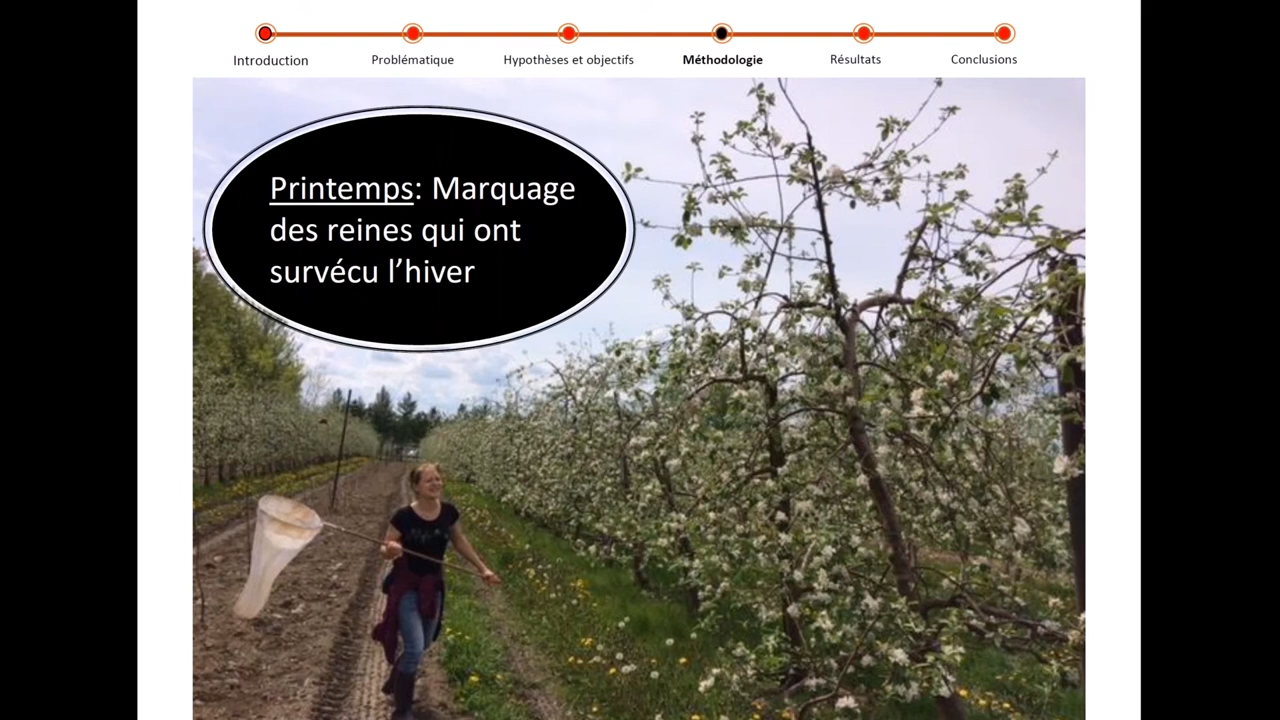 Introduction
Problématique
Hypothèses et objectifs
Méthodologie
Résultats
Conclusions
Printemps: Marquage
des reines qui ont
survécu l’hiver